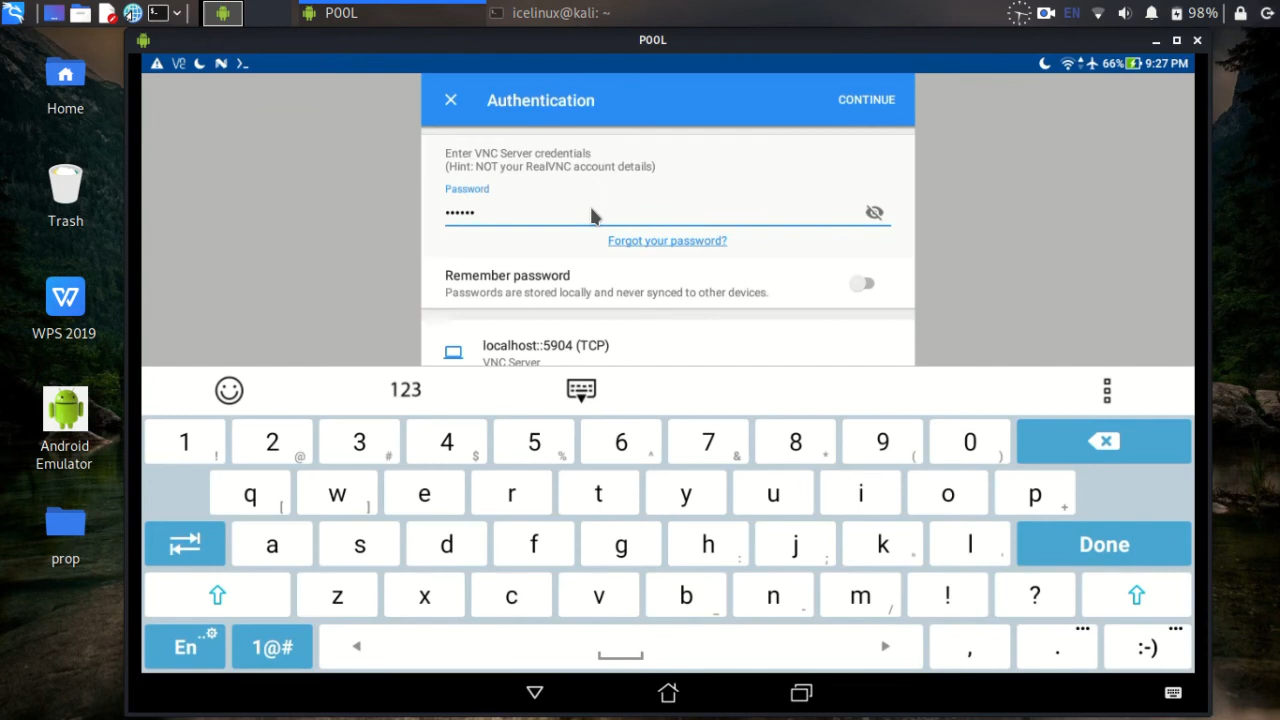 POOL
icelinux@kali: ~
EN
98%
POOL
66%
9:27 PM
Authentication
CONTINUE
Enter VNC Server credentials
(Hint: NOT your RealVNC account details)
Password
••••••
Forgot your password?
Remember password
Passwords are stored locally and never synced to other devices.
localhost::5904 (TCP)
VNC Server
Home
Trash
WPS 2019
Android
Emulator
prop
123
1 ! 2 @ 3 # 4 $ 5 % 6 ^ 7 & 8 * 9 ( 0 )
q [ w ] e r t y u i o p +
a s d f g h : j ; k " l ' Done
z x c v b _ n - m / ! ?
En 1@# , . :-)